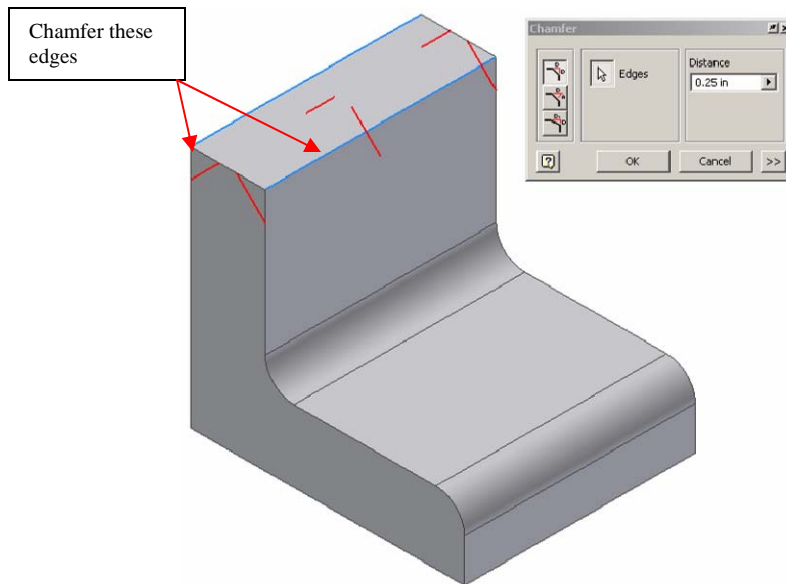 Chamfer these
edges
Chamfer
Edges
Distance
0.25 in
?
OK
Cancel
>>